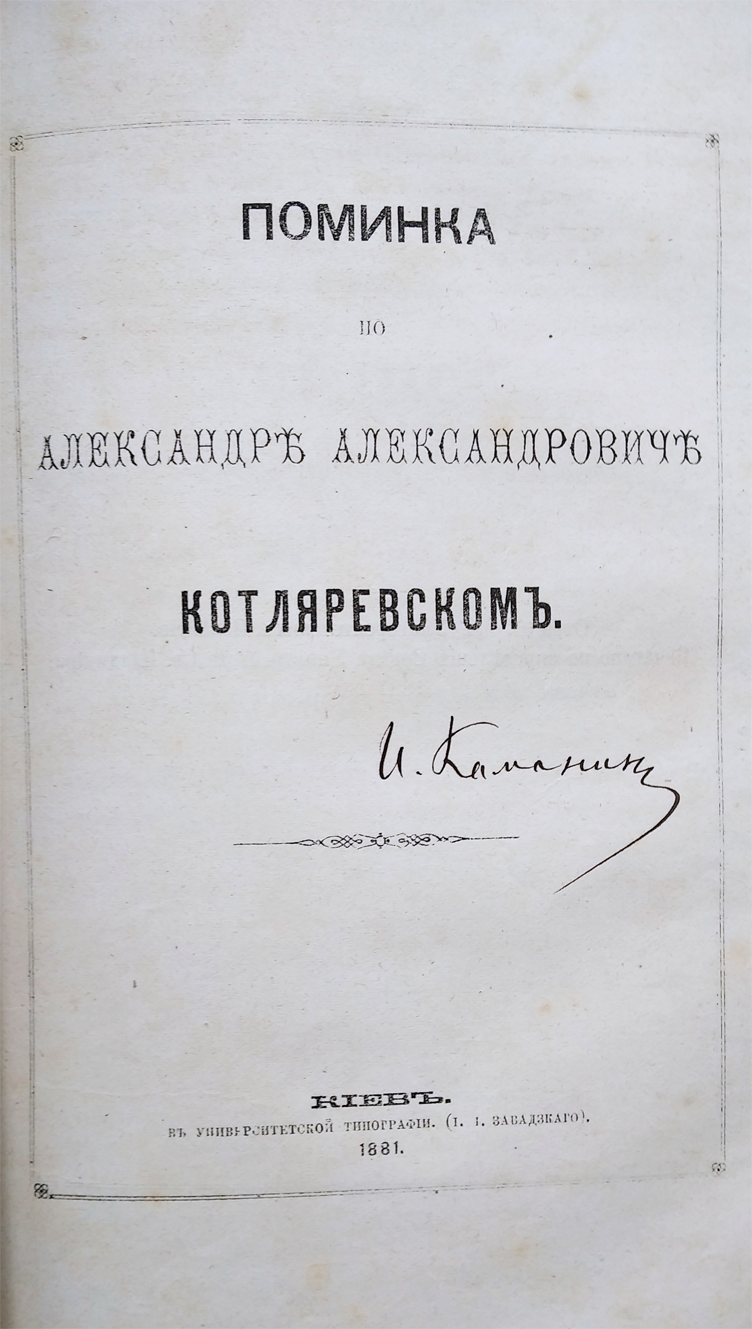 ПОМИНКА
ПО
АЛЕКСАНДРѢ АЛЕКСАНДРОВИЧѢ
КОТЛЯРЕВСКОМЪ.
И. Каманин
КІЕВЪ.
ВЪ УНИВЕРСИТЕТСКОЙ ТИПОГРАФІИ. (І. І. ЗАВАДЗКАГО).
1881.